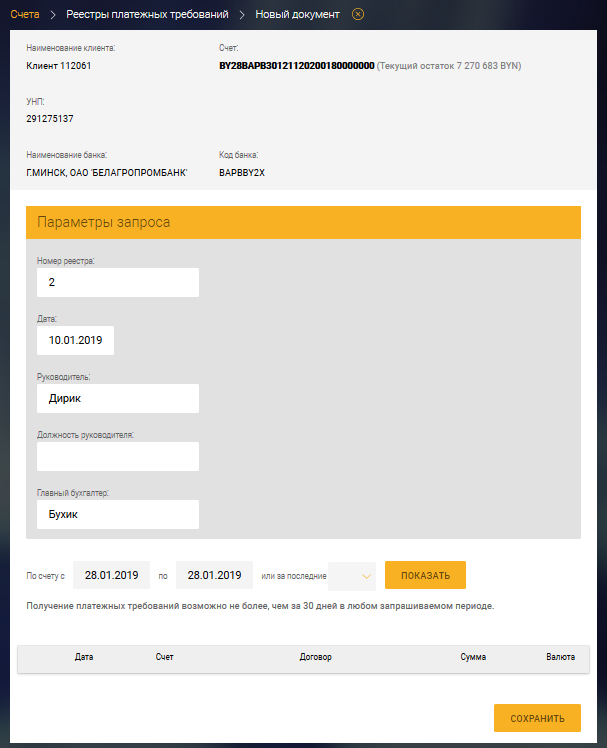 Счета > Реестры платежных требований > Новый документ
Наименование клиента: Счет:
Клиент 112061 BY28BAPB30121120200180000000 (Текущий остаток 7 270 683 BYN)
УНП:
291275137
Наименование банка: Код банка:
Г.МИНСК, ОАО 'БЕЛАГРОПРОМБАНК' BAPBBY2X
Параметры запроса
Номер реестра:
2
Дата:
10.01.2019
Руководитель:
Дирик
Должность руководителя:
Главный бухгалтер:
Бухик
По счету с 28.01.2019 по 28.01.2019 или за последние ПОКАЗАТЬ
Получение платежных требований возможно не более, чем за 30 дней в любом запрашиваемом периоде.
Дата Счет Договор Сумма Валюта
СОХРАНИТЬ